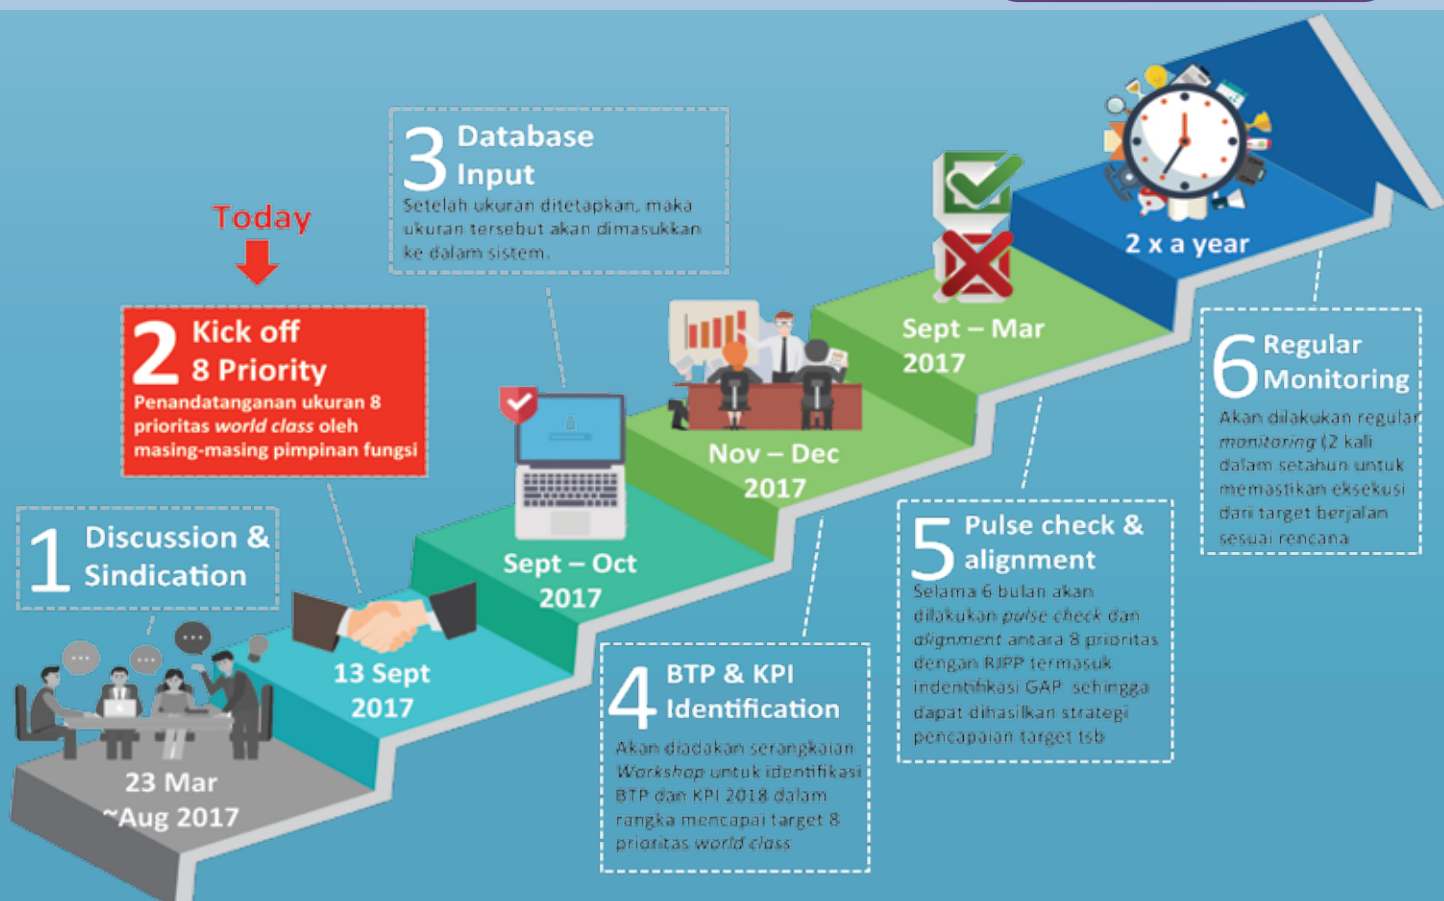 Today
1 Discussion &
Sindication
23 Mar
~Aug 2017
2 Kick off
8 Priority
Penandatanganan ukuran 8
prioritas world class oleh
masing-masing pimpinan fungsi
13 Sept
2017
3 Database
Input
Setelah ukuran ditetapkan, maka
ukuran tersebut akan dimasukkan
ke dalam sistem.
Sept – Oct
2017
4 BTP & KPI
Identification
Akan diadakan serangkaian
Workshop untuk identifikasi
BTP dan KPI 2018 dalam
rangka mencapai target 8
prioritas world class
Nov – Dec
2017
5 Pulse check &
alignment
Selama 6 bulan akan
dilakukan pulse check dan
alignment antara 8 prioritas
dengan RJPP termasuk
indentifikasi GAP sehingga
dapat dihasilkan strategi
pencapaian target tsb
Sept – Mar
2017
6 Regular
Monitoring
Akan dilakukan regular
monitoring (2 kali
dalam setahun untuk
memastikan eksekusi
dari target berjalan
sesuai rencana
2 x a year